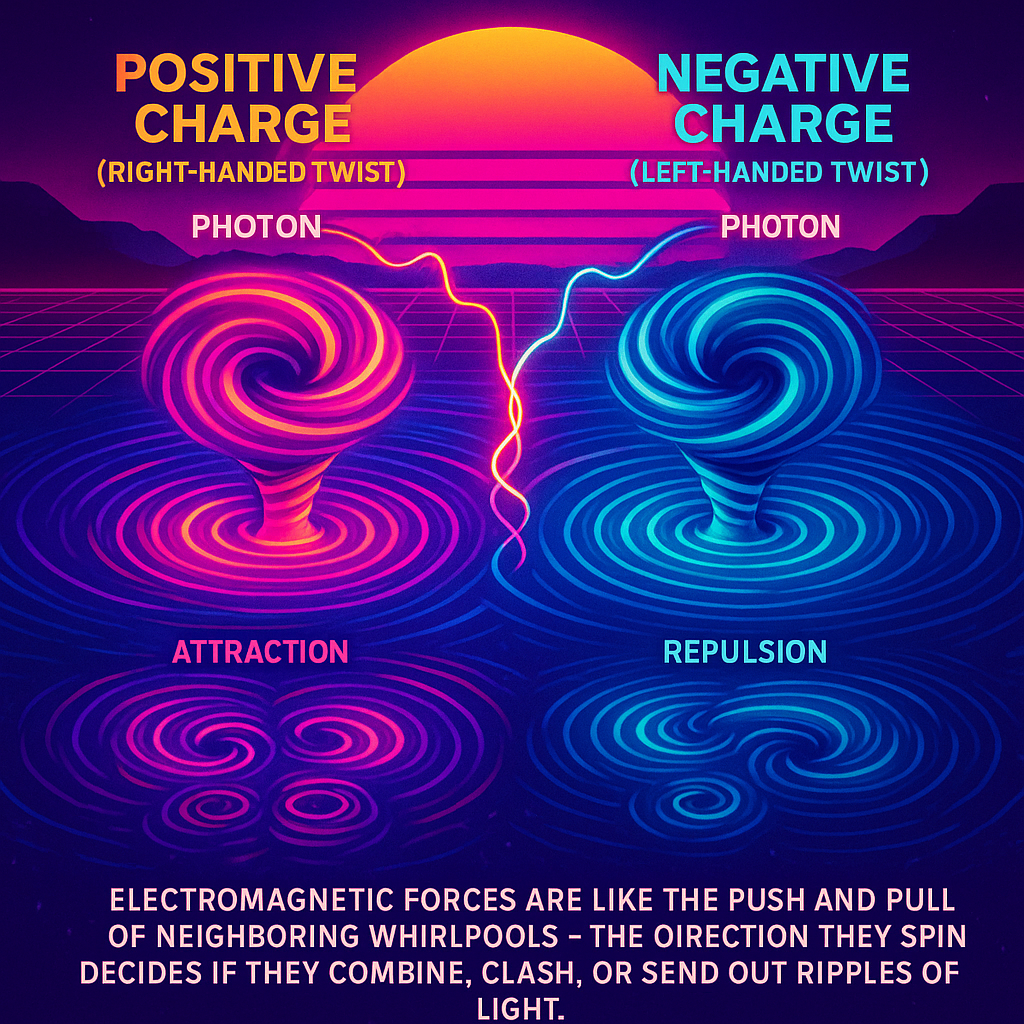 POSITIVE
CHARGE
(RIGHT-HANDED TWIST)
NEGATIVE
CHARGE
(LEFT-HANDED TWIST)
PHOTON
PHOTON
ATTRACTION
REPULSION
ELECTROMAGNETIC FORCES ARE LIKE THE PUSH AND PULL
OF NEIGHBORING WHIRLPOOLS – THE OIRECTION THEY SPIN
DECIDES IF THEY COMBINE, CLASH, OR SEND OUT RIPPLES OF
LIGHT.